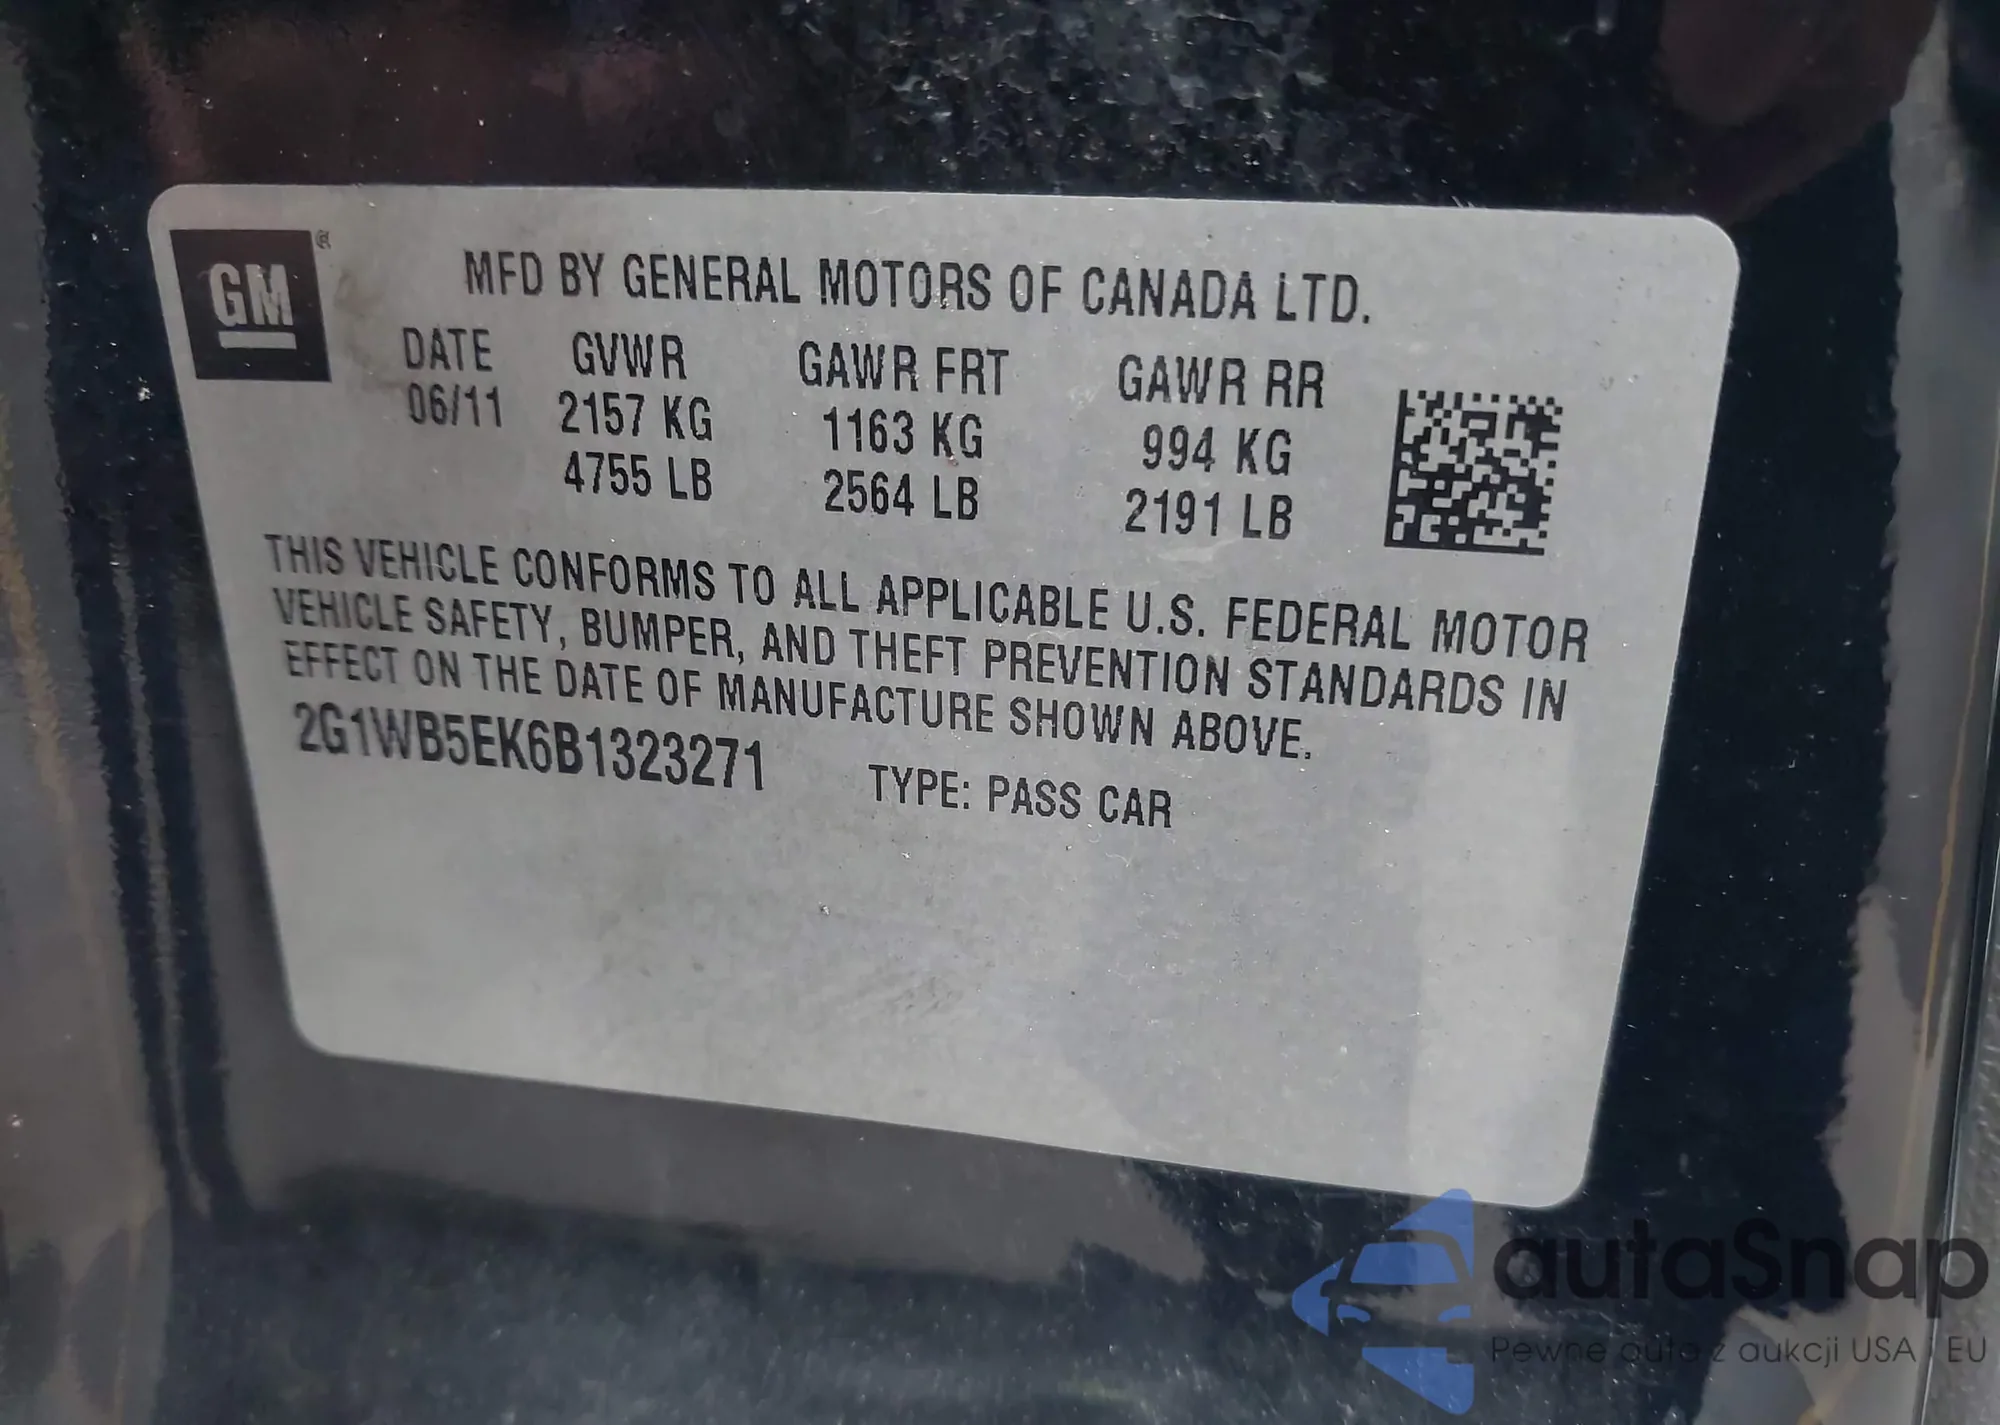 GM ®
MFD BY GENERAL MOTORS OF CANADA LTD.
DATE GVWR GAWR FRT GAWR RR
06/11 2157 KG 1163 KG 994 KG
4755 LB 2564 LB 2191 LB
THIS VEHICLE CONFORMS TO ALL APPLICABLE U.S. FEDERAL MOTOR
VEHICLE SAFETY, BUMPER, AND THEFT PREVENTION STANDARDS IN
EFFECT ON THE DATE OF MANUFACTURE SHOWN ABOVE.
2G1WB5EK6B1323271 TYPE: PASS CAR
autaSnap
Pewne auta z aukcji USA i EU